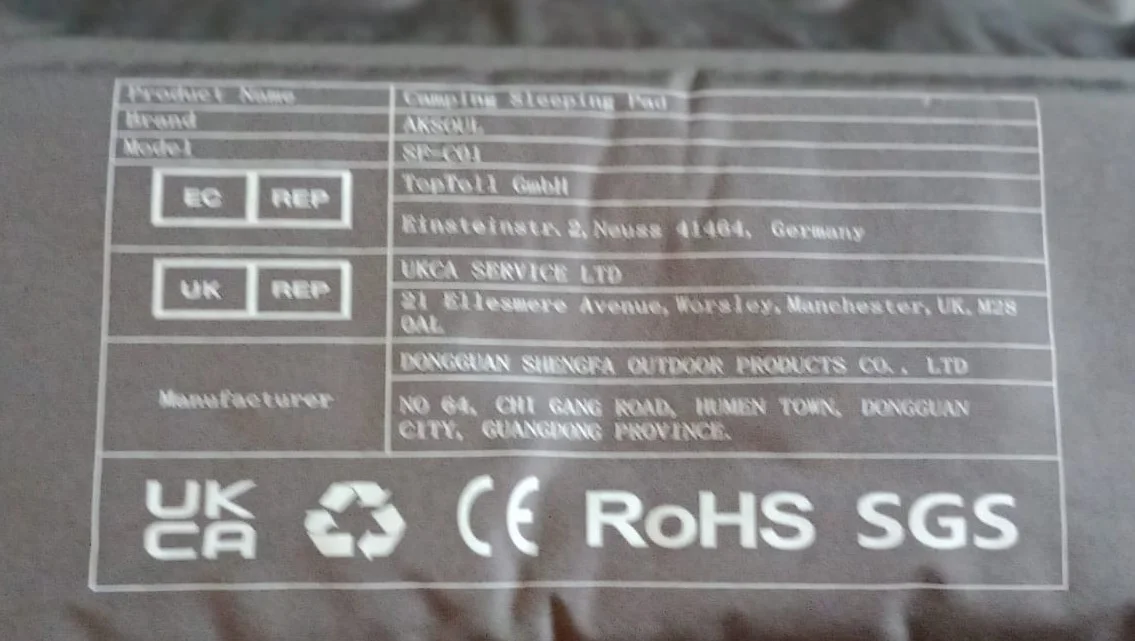 Product Name Camping Sleeping Pad
Brand AKSOUL
Model SP-C01
EC REP TopToll GmbH
Einsteinstr. 2, Neuss 41464, Germany
UK REP UKCA SERVICE LTD
21 Ellesmere Avenue, Worsley, Manchester, UK, M28
0AL
Manufacturer DONGGUAN SHENGFA OUTDOOR PRODUCTS CO., LTD
NO 64, CHI GANG ROAD, HUMEN TOWN, DONGGUAN
CITY, GUANGDONG PROVINCE.
UK
CA CE RoHS SGS